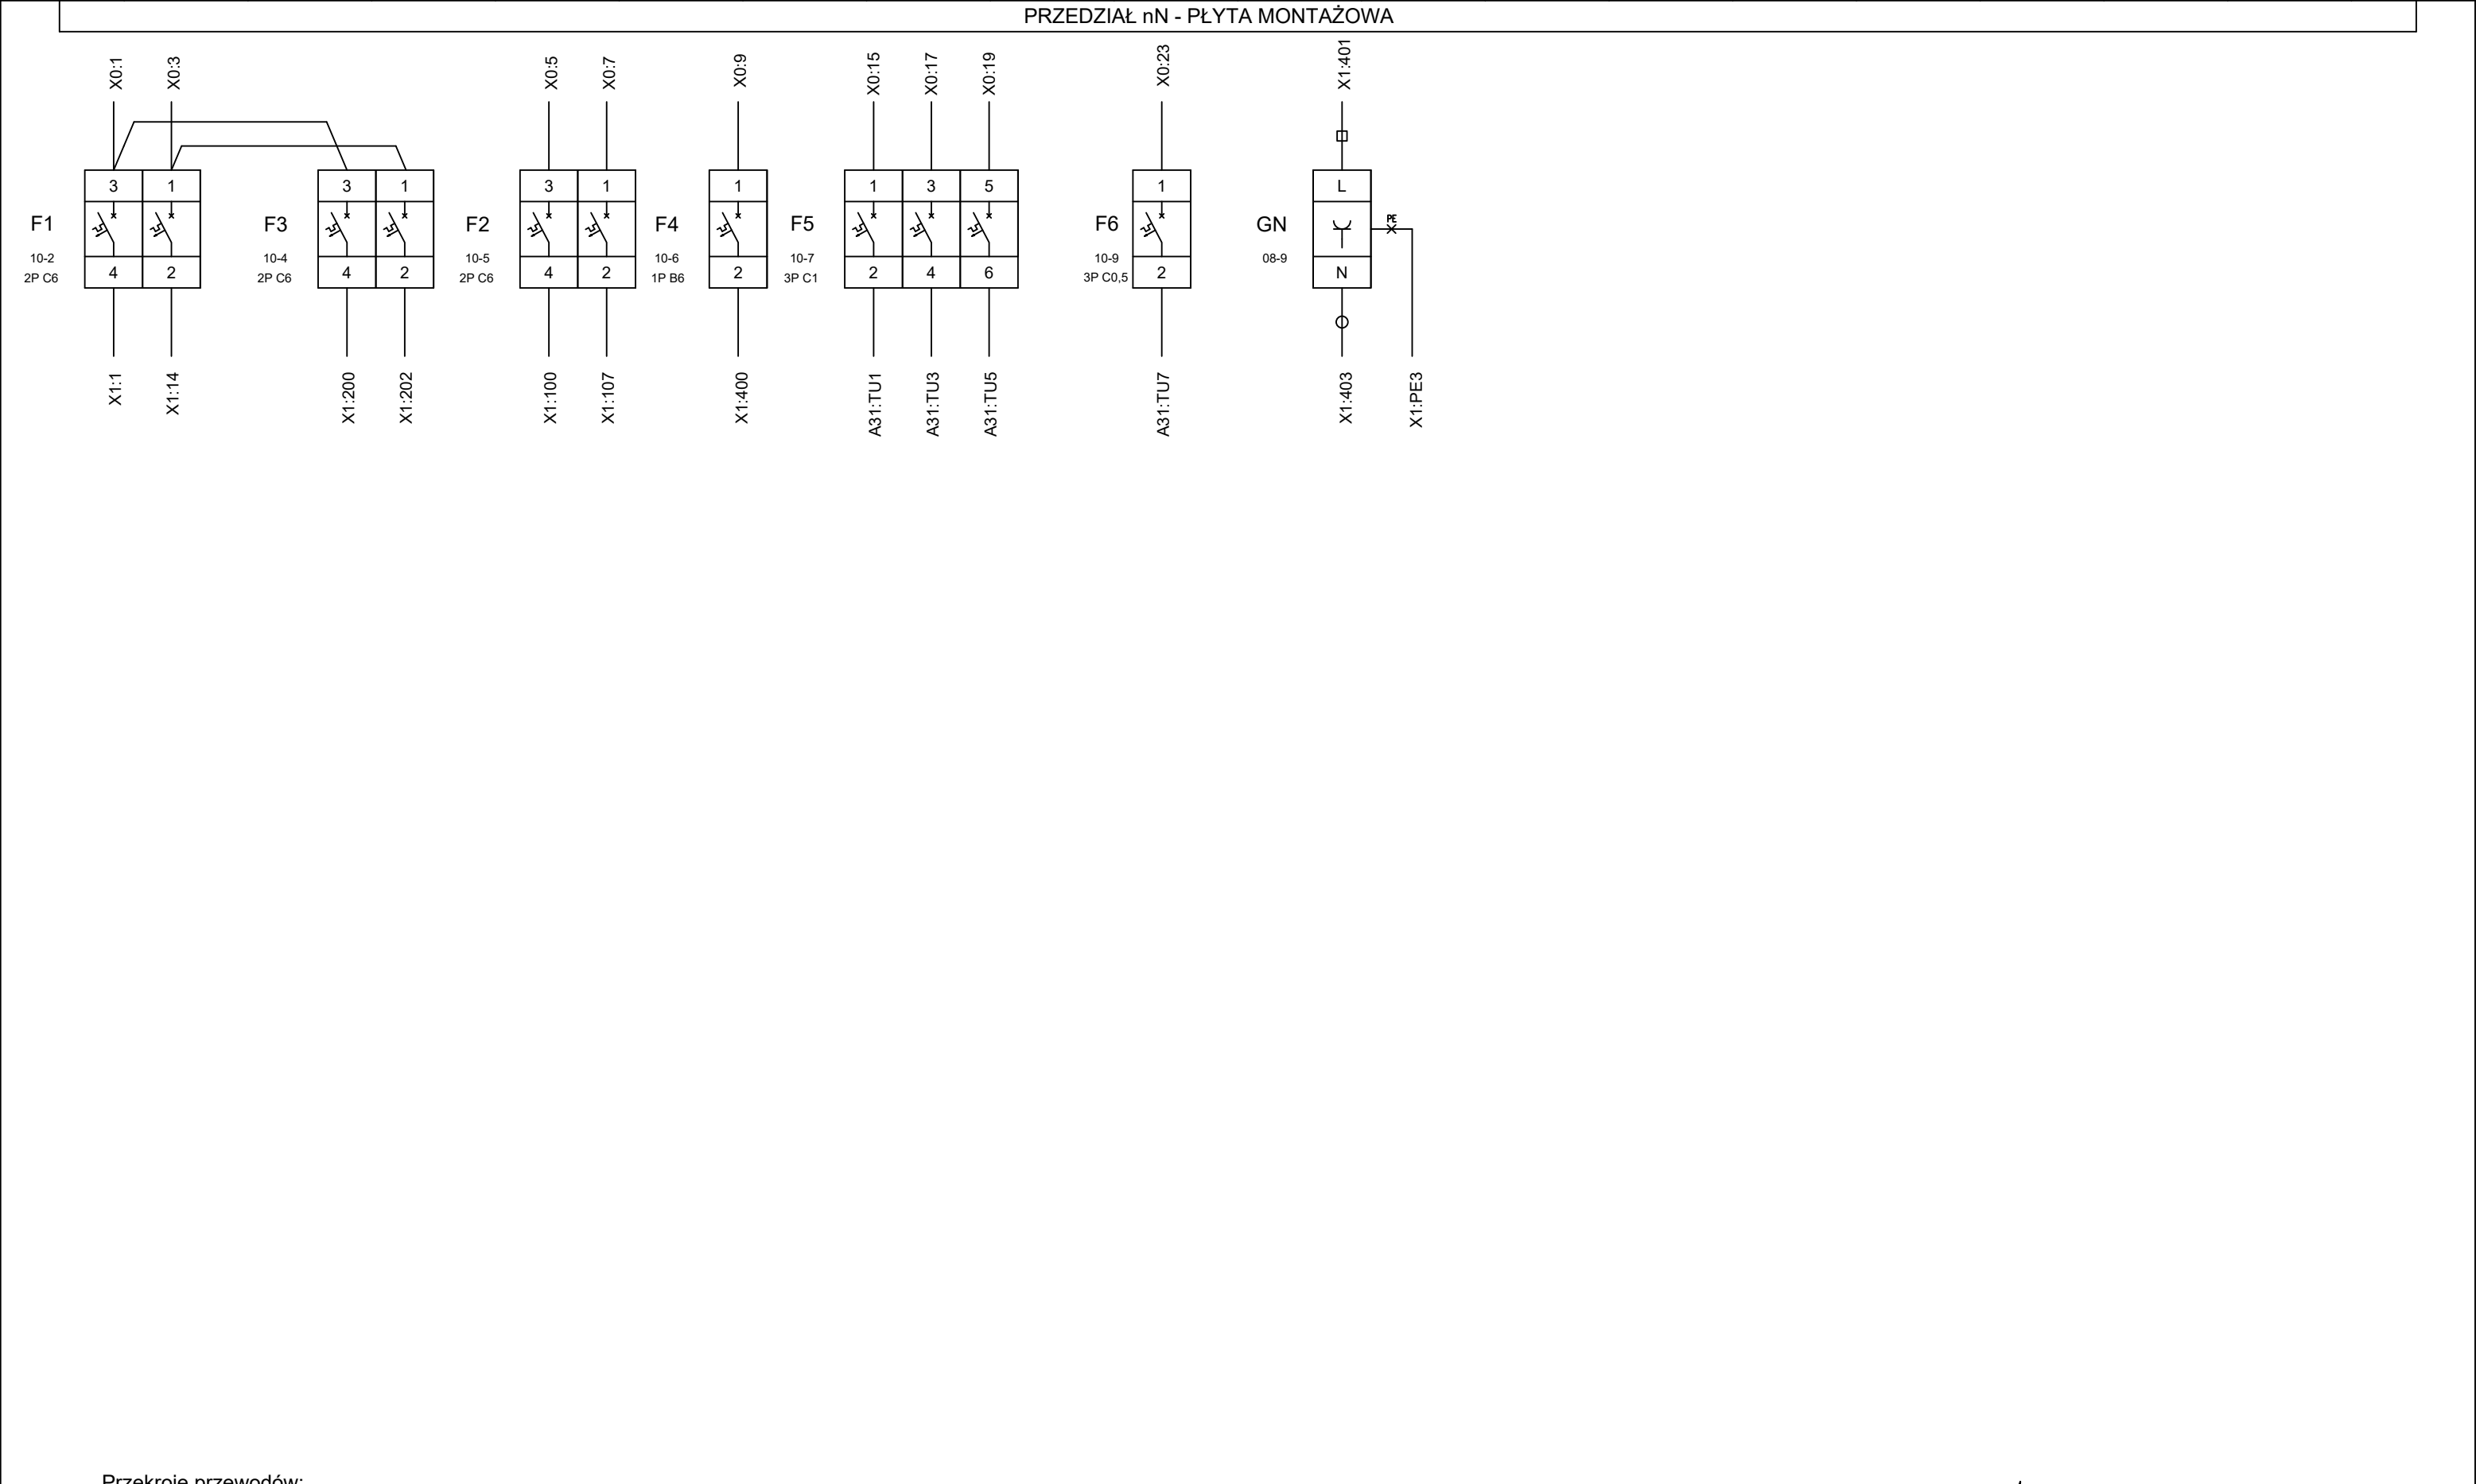 PRZEDZIAŁ nN - PŁYTA MONTAŻOWA
X0:1 X0:3 X0:5 X0:7 X0:9 X0:15 X0:17 X0:19 X0:23 X1:401
3 1 3 1 3 1 1 1 3 5 1 L
F1 F3 F2 F4 F5 F6 GN PE
10-2 10-4 10-5 10-6 10-7 10-9 08-9
2P C6 2P C6 2P C6 1P B6 3P C1 3P C0,5
4 2 4 2 4 2 2 2 4 6 2 N
X1:1 X1:14 X1:200 X1:202 X1:100 X1:107 X1:400 A31:TU1 A31:TU3 A31:TU5 A31:TU7 X1:403 X1:PE3
Przekroje przewodów: